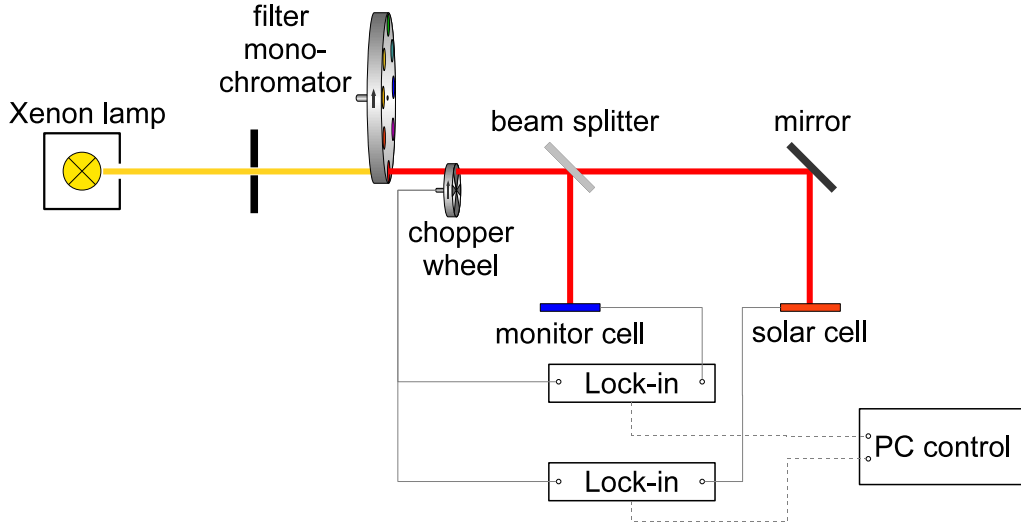 filter
mono-
chromator
Xenon lamp
beam splitter
mirror
chopper
wheel
monitor cell
solar cell
Lock-in
PC control
Lock-in